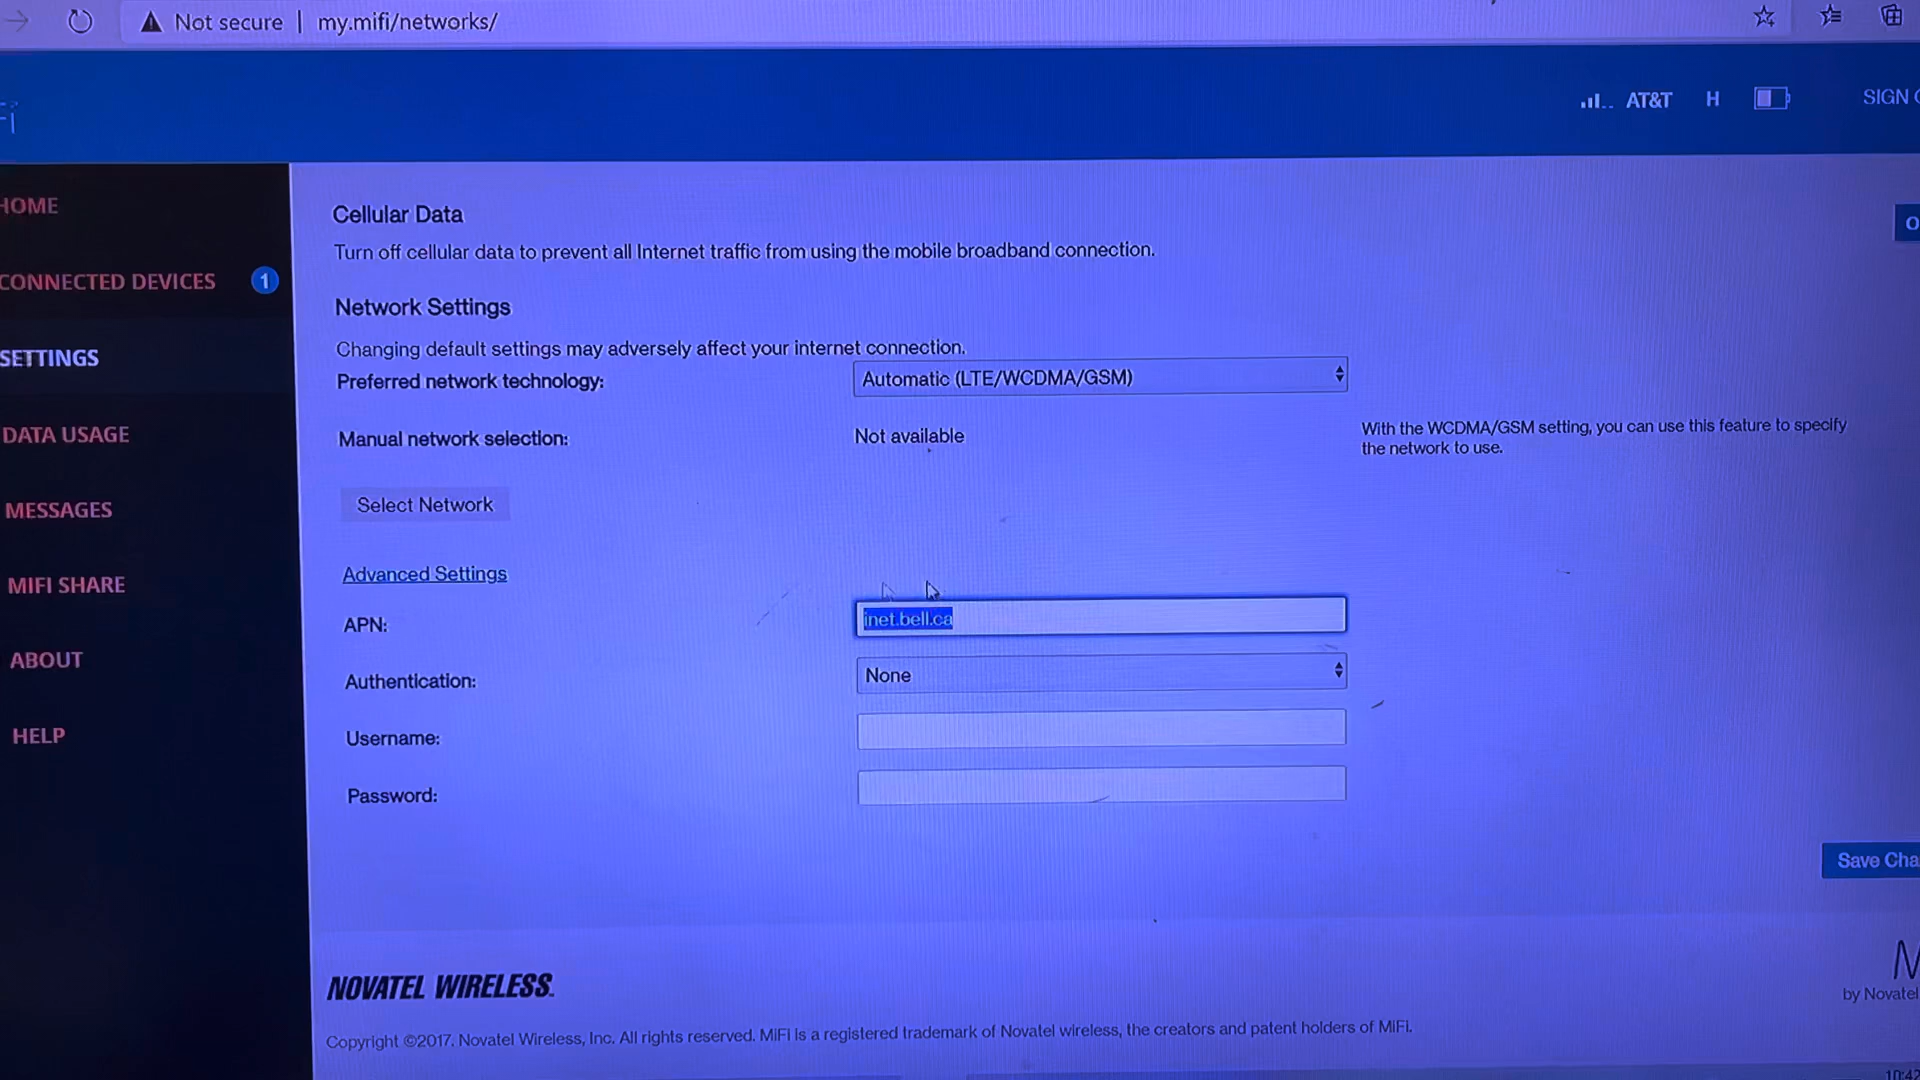 Not secure | my.mifi/networks/
AT&T H SIGN
HOME
CONNECTED DEVICES 1
SETTINGS
DATA USAGE
MESSAGES
MIFI SHARE
ABOUT
HELP
Cellular Data
Turn off cellular data to prevent all Internet traffic from using the mobile broadband connection.
Network Settings
Changing default settings may adversely affect your internet connection.
Preferred network technology: Automatic (LTE/WCDMA/GSM)
Manual network selection: Not available
With the WCDMA/GSM setting, you can use this feature to specify
the network to use.
Select Network
Advanced Settings
APN: inet.bell.ca
Authentication: None
Username:
Password:
Save Cha
NOVATEL WIRELESS.
by Novatel
Copyright ©2017. Novatel Wireless, Inc. All rights reserved. MiFi is a registered trademark of Novatel wireless, the creators and patent holders of MiFi.
10:42